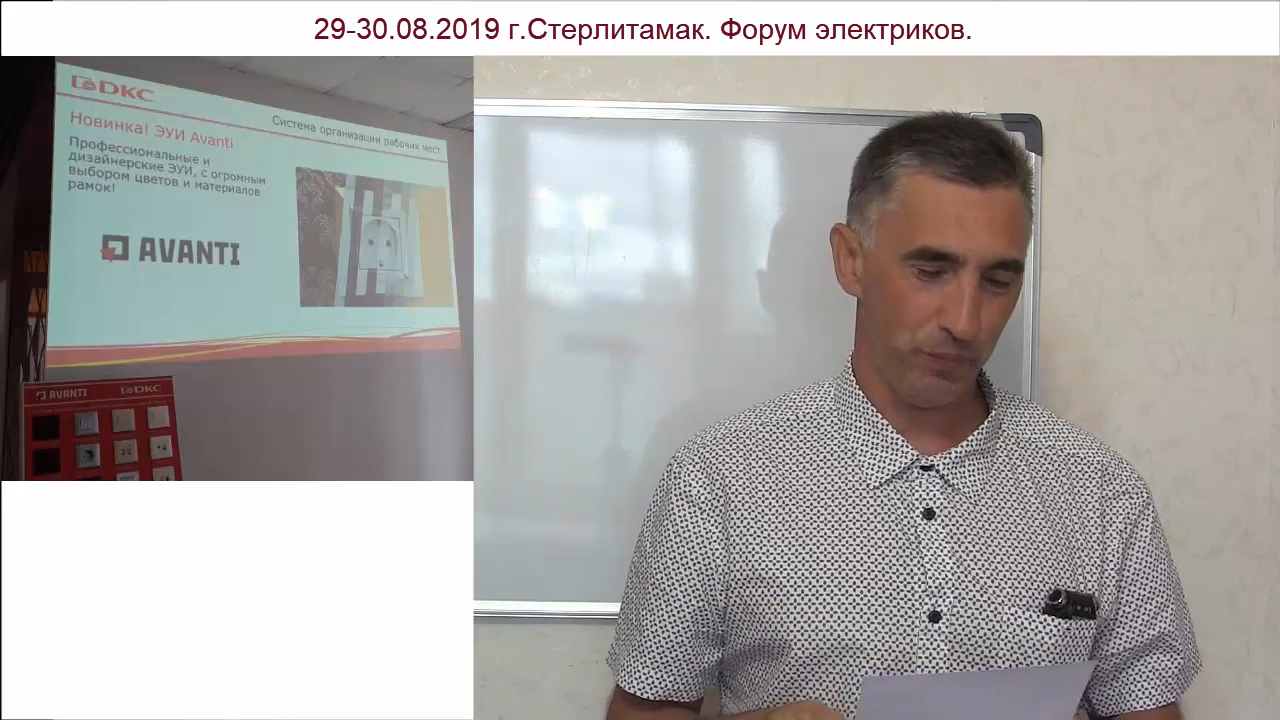 29-30.08.2019 г.Стерлитамак. Форум электриков.
DKC
Система организации рабочих мест
Новинка! ЭУИ Avanti
Профессиональные и
дизайнерские ЭУИ, с огромным
выбором цветов и материалов
рамок!
AVANTI
AVANTI DKC